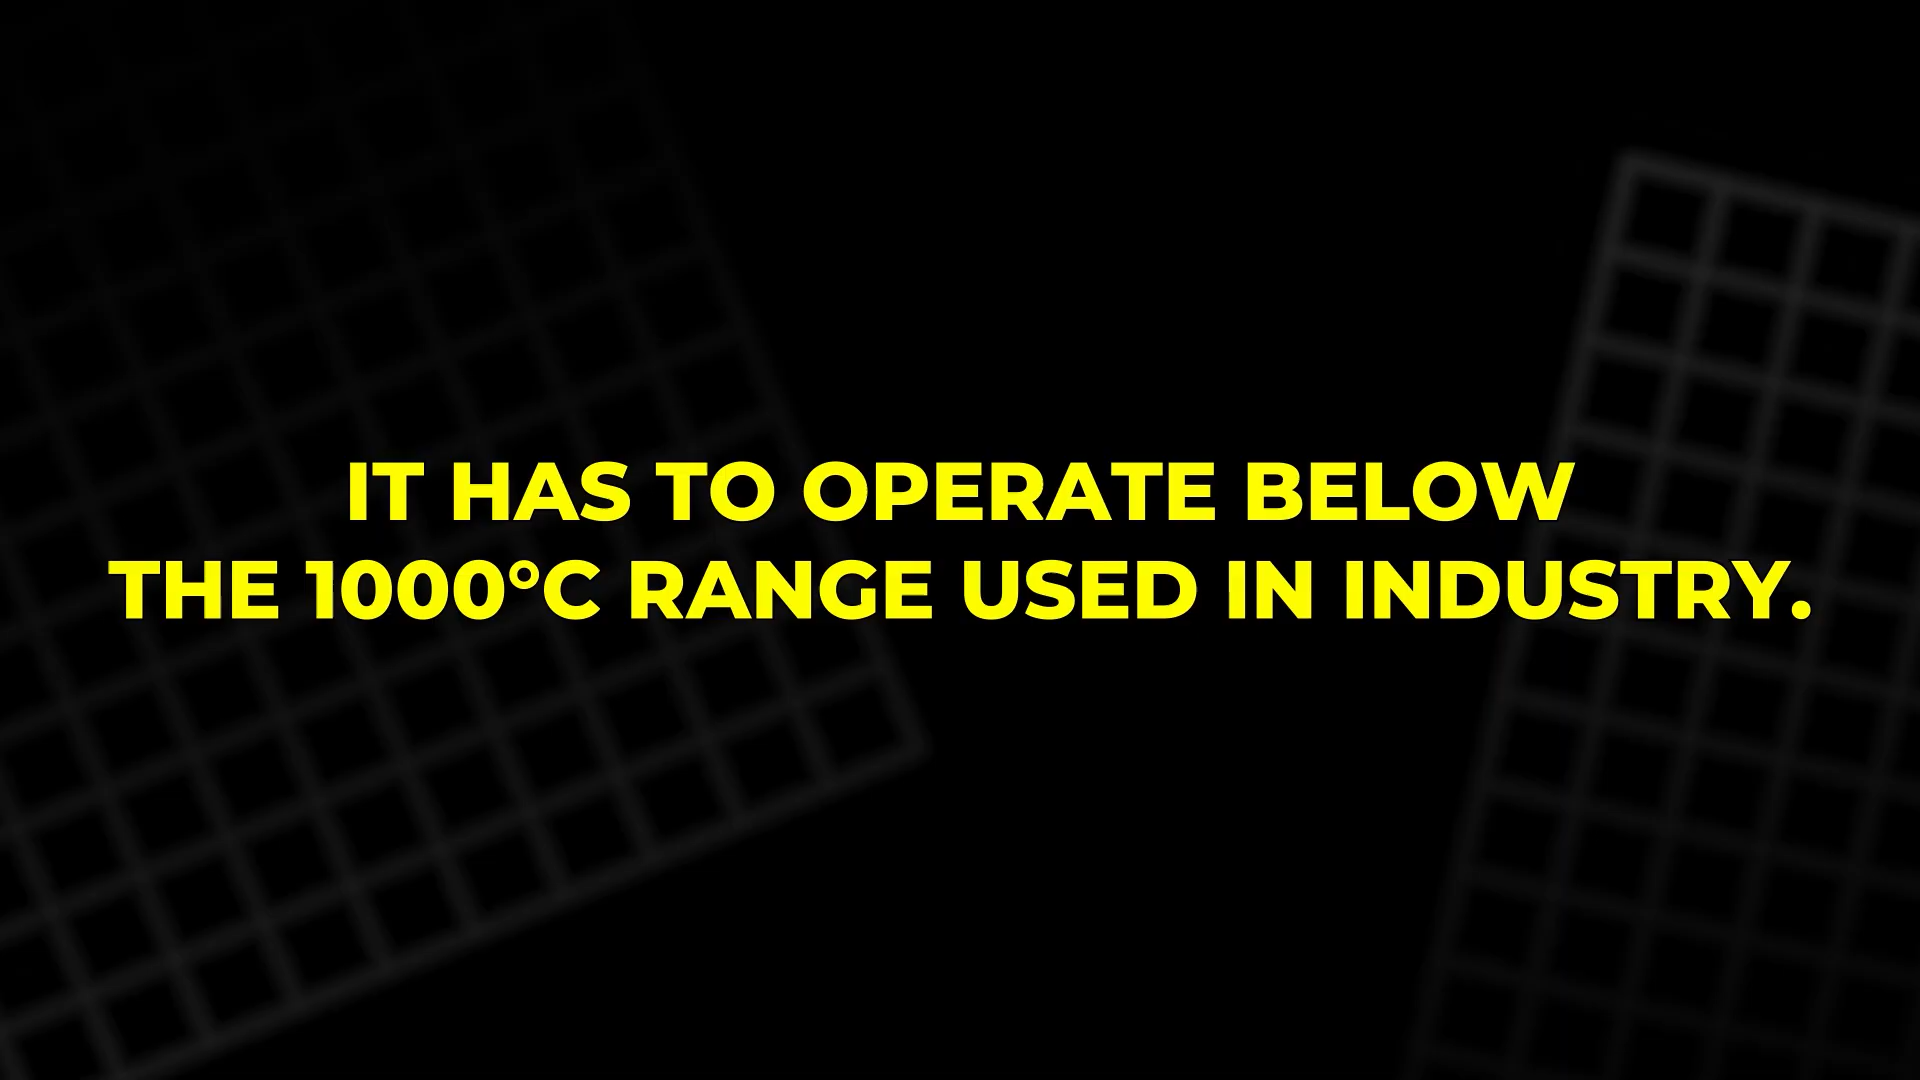 IT HAS TO OPERATE BELOW
THE 1000°C RANGE USED IN INDUSTRY.